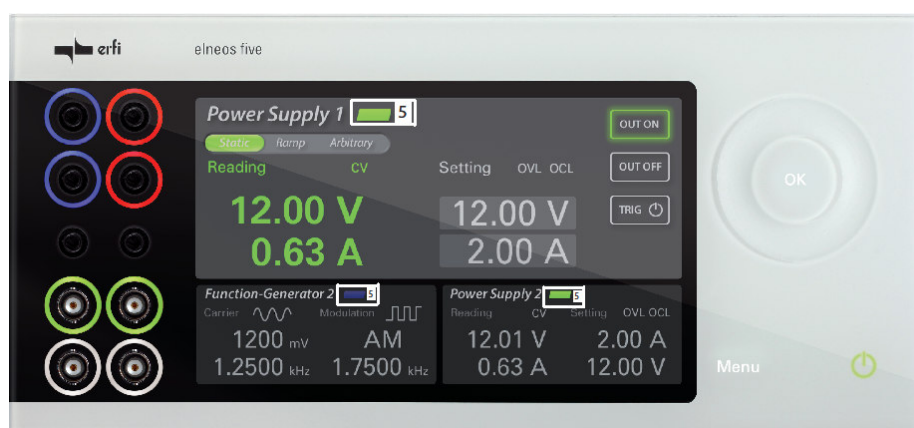 erfi
elneos five
Power Supply 1 5
OUT ON
Static Ramp Arbitrary
Reading CV Setting OVL OCL
OUT OFF
OK
12.00 V 12.00 V
TRIG
0.63 A 2.00 A
Function-Generator 2 5
Power Supply 2 5
Carrier Modulation
Reading CV Setting OVL OCL
1200 mV AM
12.01 V 2.00 A
1.2500 kHz 1.7500 kHz
0.63 A 12.00 V
Menu